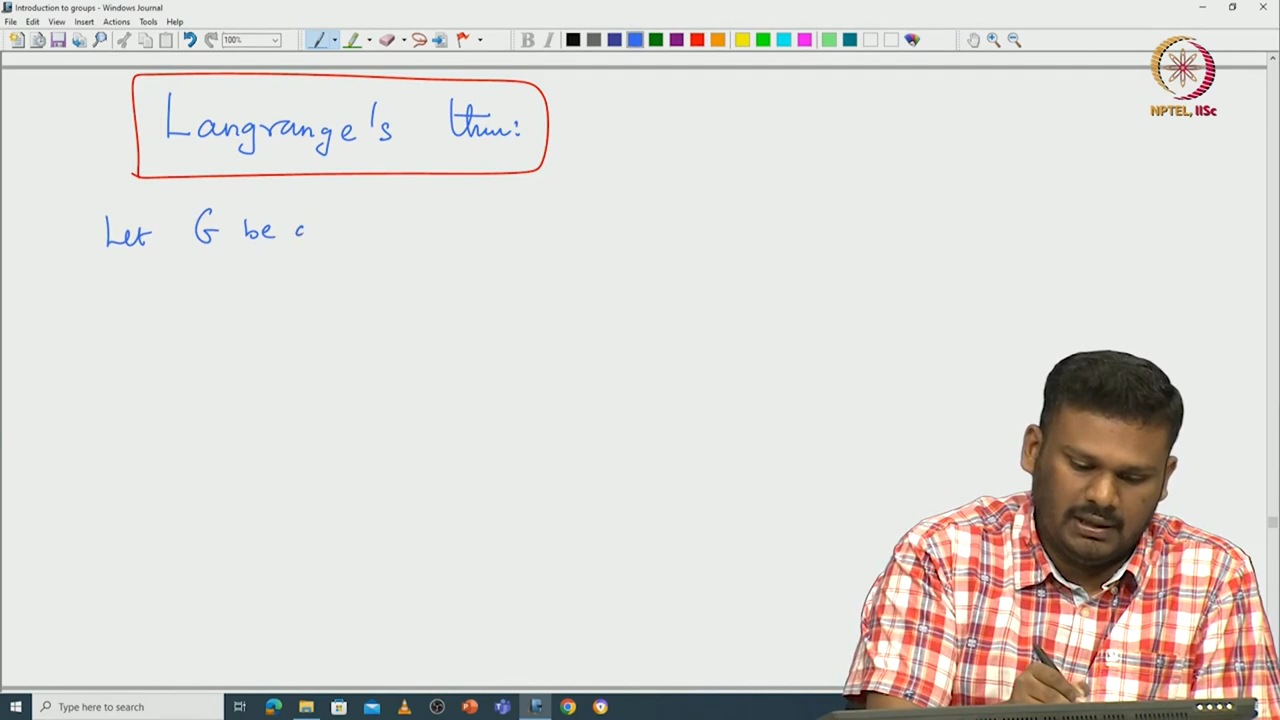 Introduction to groups - Windows Journal
File Edit View Insert Actions Tools Help
100%
B I
NPTEL, IISc
Langrange's thm:
Let G be a
Type here to search